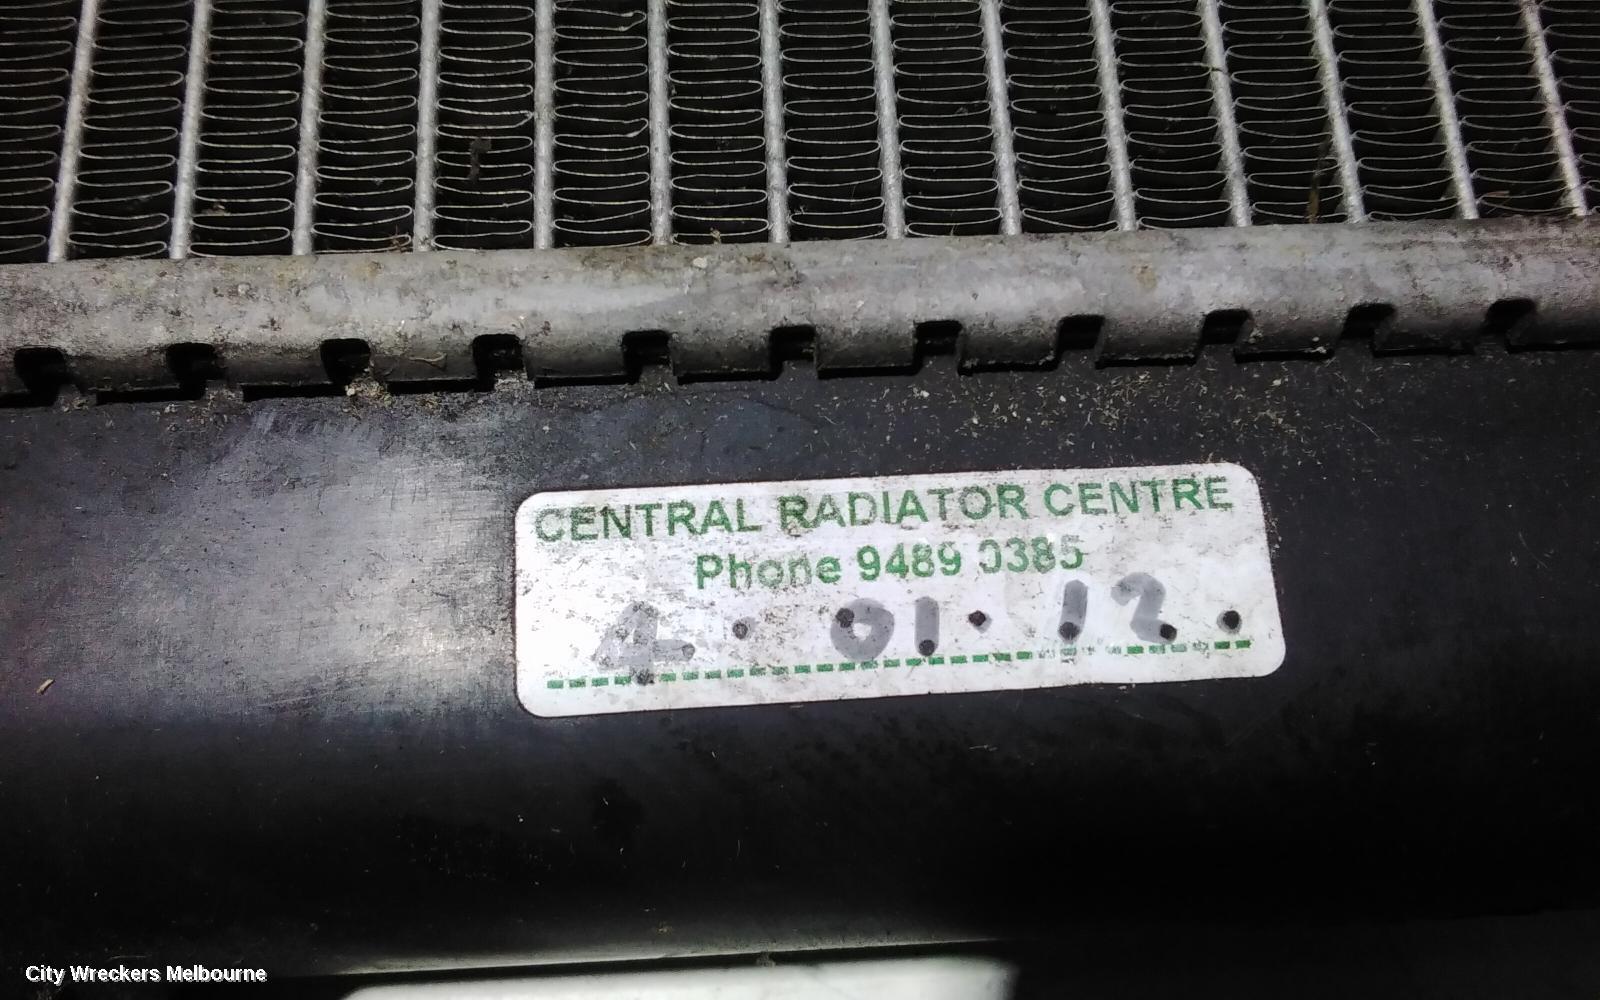 CENTRAL RADIATOR CENTRE
Phone 9489 0385
4 . 01 . 12 .
City Wreckers Melbourne